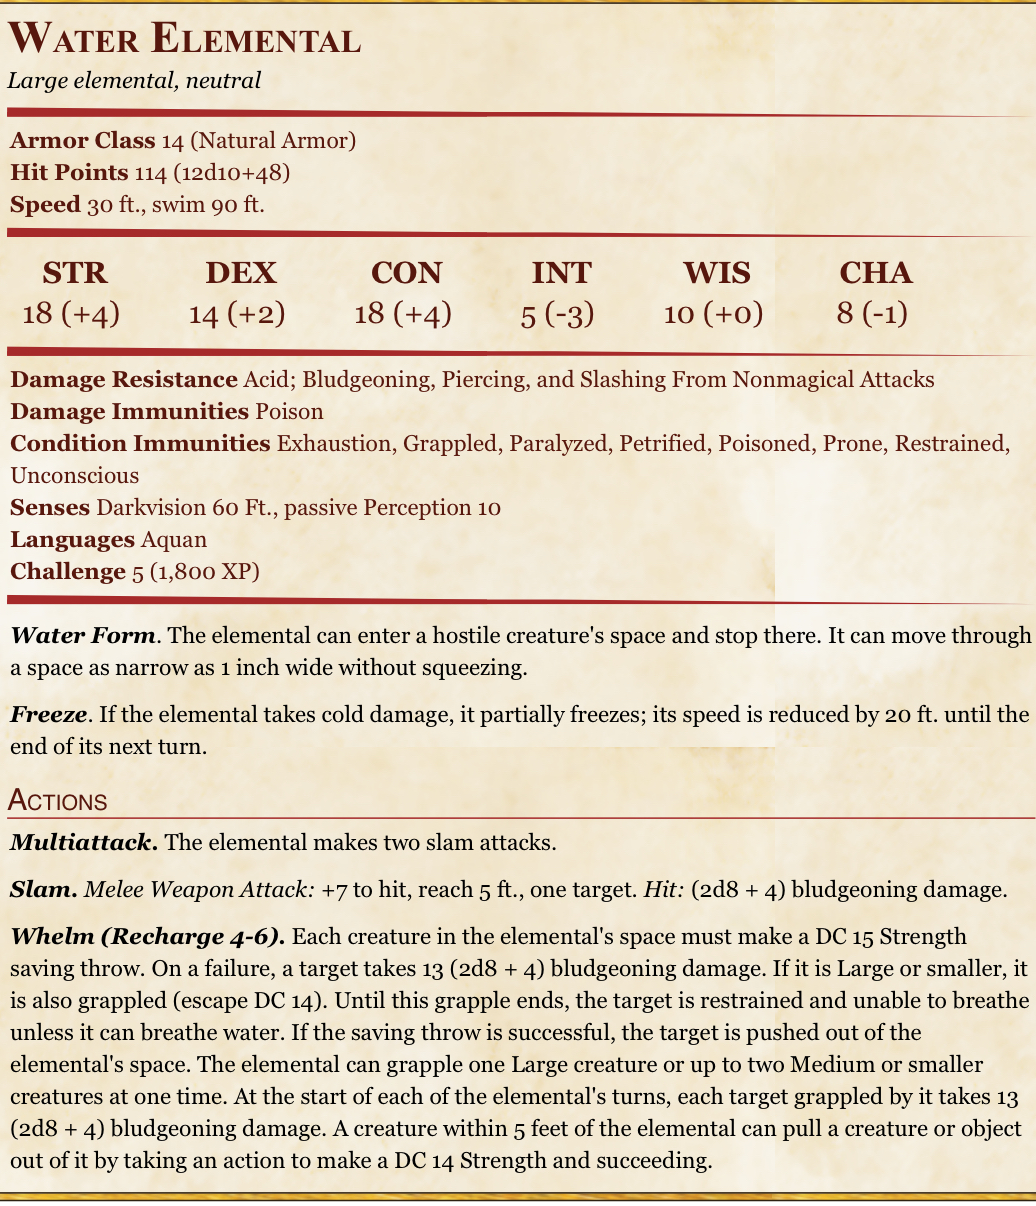 Water Elemental
Large elemental, neutral
Armor Class 14 (Natural Armor)
Hit Points 114 (12d10+48)
Speed 30 ft., swim 90 ft.
STR DEX CON INT WIS CHA
18 (+4) 14 (+2) 18 (+4) 5 (-3) 10 (+0) 8 (-1)
Damage Resistance Acid; Bludgeoning, Piercing, and Slashing From Nonmagical Attacks
Damage Immunities Poison
Condition Immunities Exhaustion, Grappled, Paralyzed, Petrified, Poisoned, Prone, Restrained,
Unconscious
Senses Darkvision 60 Ft., passive Perception 10
Languages Aquan
Challenge 5 (1,800 XP)
Water Form. The elemental can enter a hostile creature's space and stop there. It can move through
a space as narrow as 1 inch wide without squeezing.
Freeze. If the elemental takes cold damage, it partially freezes; its speed is reduced by 20 ft. until the
end of its next turn.
Actions
Multiattack. The elemental makes two slam attacks.
Slam. Melee Weapon Attack: +7 to hit, reach 5 ft., one target. Hit: (2d8 + 4) bludgeoning damage.
Whelm (Recharge 4-6). Each creature in the elemental's space must make a DC 15 Strength
saving throw. On a failure, a target takes 13 (2d8 + 4) bludgeoning damage. If it is Large or smaller, it
is also grappled (escape DC 14). Until this grapple ends, the target is restrained and unable to breathe
unless it can breathe water. If the saving throw is successful, the target is pushed out of the
elemental's space. The elemental can grapple one Large creature or up to two Medium or smaller
creatures at one time. At the start of each of the elemental's turns, each target grappled by it takes 13
(2d8 + 4) bludgeoning damage. A creature within 5 feet of the elemental can pull a creature or object
out of it by taking an action to make a DC 14 Strength and succeeding.